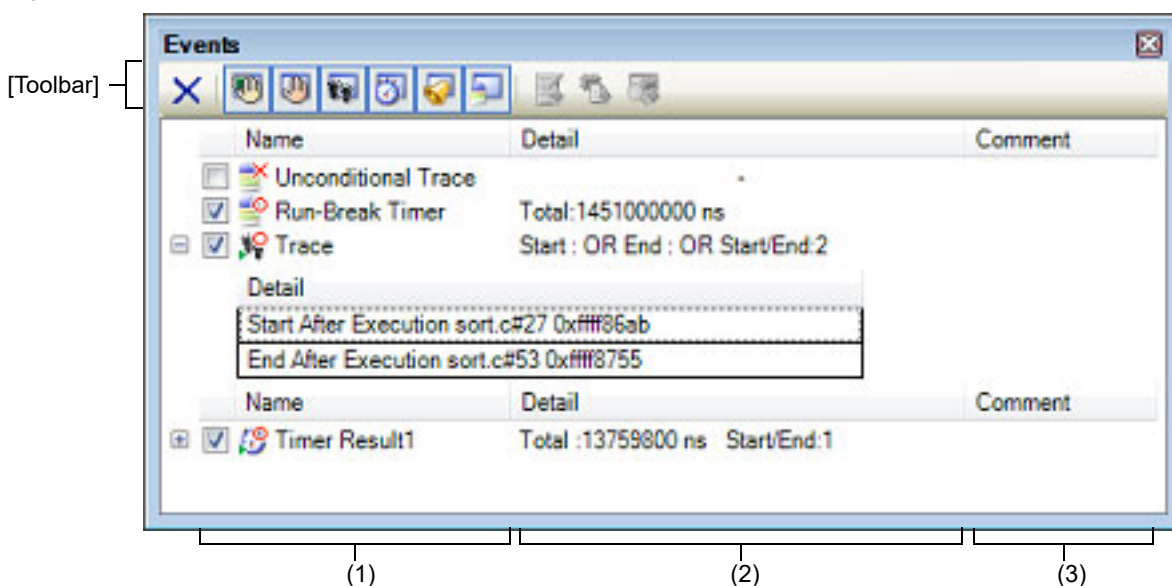 Events
[Toolbar]
Name Detail Comment
Unconditional Trace -
Run-Break Timer Total:1451000000 ns
Trace Start : OR End : OR Start/End:2
Detail
Start After Execution sort.c#27 0xffff86ab
End After Execution sort.c#53 0xffff8755
Name Detail Comment
Timer Result1 Total :13759800 ns Start/End:1
(1) (2) (3)